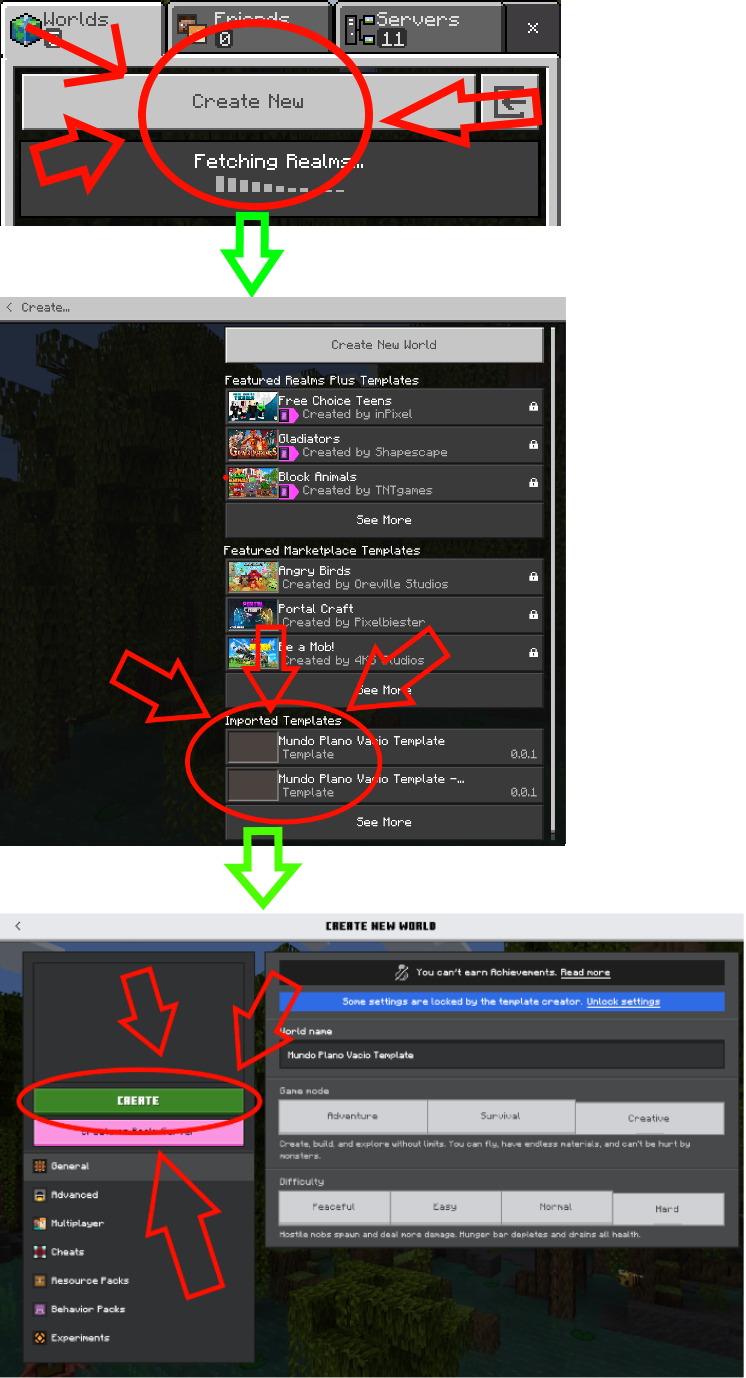 Worlds
Friends
0
Servers
11
Create New
Fetching Realms...
Create...
Create New World
Featured Realms Plus Templates
Free Choice Teens
Created by inPixel
Gladiators
Created by Shapescape
Block Animals
Created by TNTgames
See More
Featured Marketplace Templates
Angry Birds
Created by Oreville Studios
Portal Craft
Created by Pixelbiester
Be a Mob!
Created by 4KS Studios
See More
Imported Templates
Mundo Plano Vacio Template
Template
0.0.1
Mundo Plano Vacio Template -...
Template
0.0.1
See More
CREATE NEW WORLD
You can't earn Achievements. Read more
Some settings are locked by the template creator. Unlock settings
World name
Mundo Plano Vacio Template
CREATE
Game mode
Adventure
Survival
Creative
Create, build, and explore without limits. You can fly, have endless materials, and can't be hurt by
monsters.
Difficulty
Peaceful
Easy
Normal
Hard
Hostile mobs spawn and deal more damage. Hunger bar depletes and drains all health.
General
Advanced
Multiplayer
Cheats
Resource Packs
Behavior Packs
Experiments